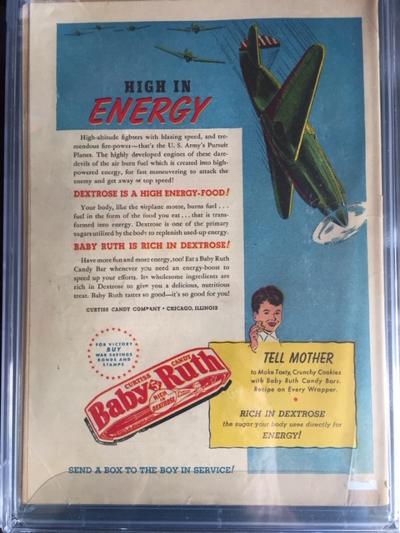 HIGH IN
ENERGY
High-altitude fighters with blazing speed, and tre-
mendous fire-power—that's the U. S. Army's Pursuit
Planes. The highly developed engines of these dare-
devils of the air burn fuel which is created into high-
powered energy, for fast maneuvering to attack the
enemy and get away at top speed!
DEXTROSE IS A HIGH ENERGY-FOOD!
Your body, like the airplane motor, burns fuel . . .
fuel in the form of the food you eat . . . that is trans-
formed into energy. Dextrose is one of the primary
sugars utilized by the body to replenish used-up energy.
BABY RUTH IS RICH IN DEXTROSE!
Have more fun and more energy, too! Eat a Baby Ruth
Candy Bar whenever you need an energy-boost to
speed up your efforts. Its wholesome ingredients are
rich in Dextrose to give you a delicious, nutritious
treat. Baby Ruth tastes so good—it's so good for you!
CURTISS CANDY COMPANY • CHICAGO, ILLINOIS
FOR VICTORY
BUY
WAR SAVINGS
BONDS AND
STAMPS
CURTISS CANDY
Baby Ruth
RICH IN
DEXTROSE
TELL MOTHER
to Make Tasty, Crunchy Cookies
with Baby Ruth Candy Bars.
Recipe on Every Wrapper.
•
RICH IN DEXTROSE
the sugar your body uses directly for
ENERGY!
SEND A BOX TO THE BOY IN SERVICE!